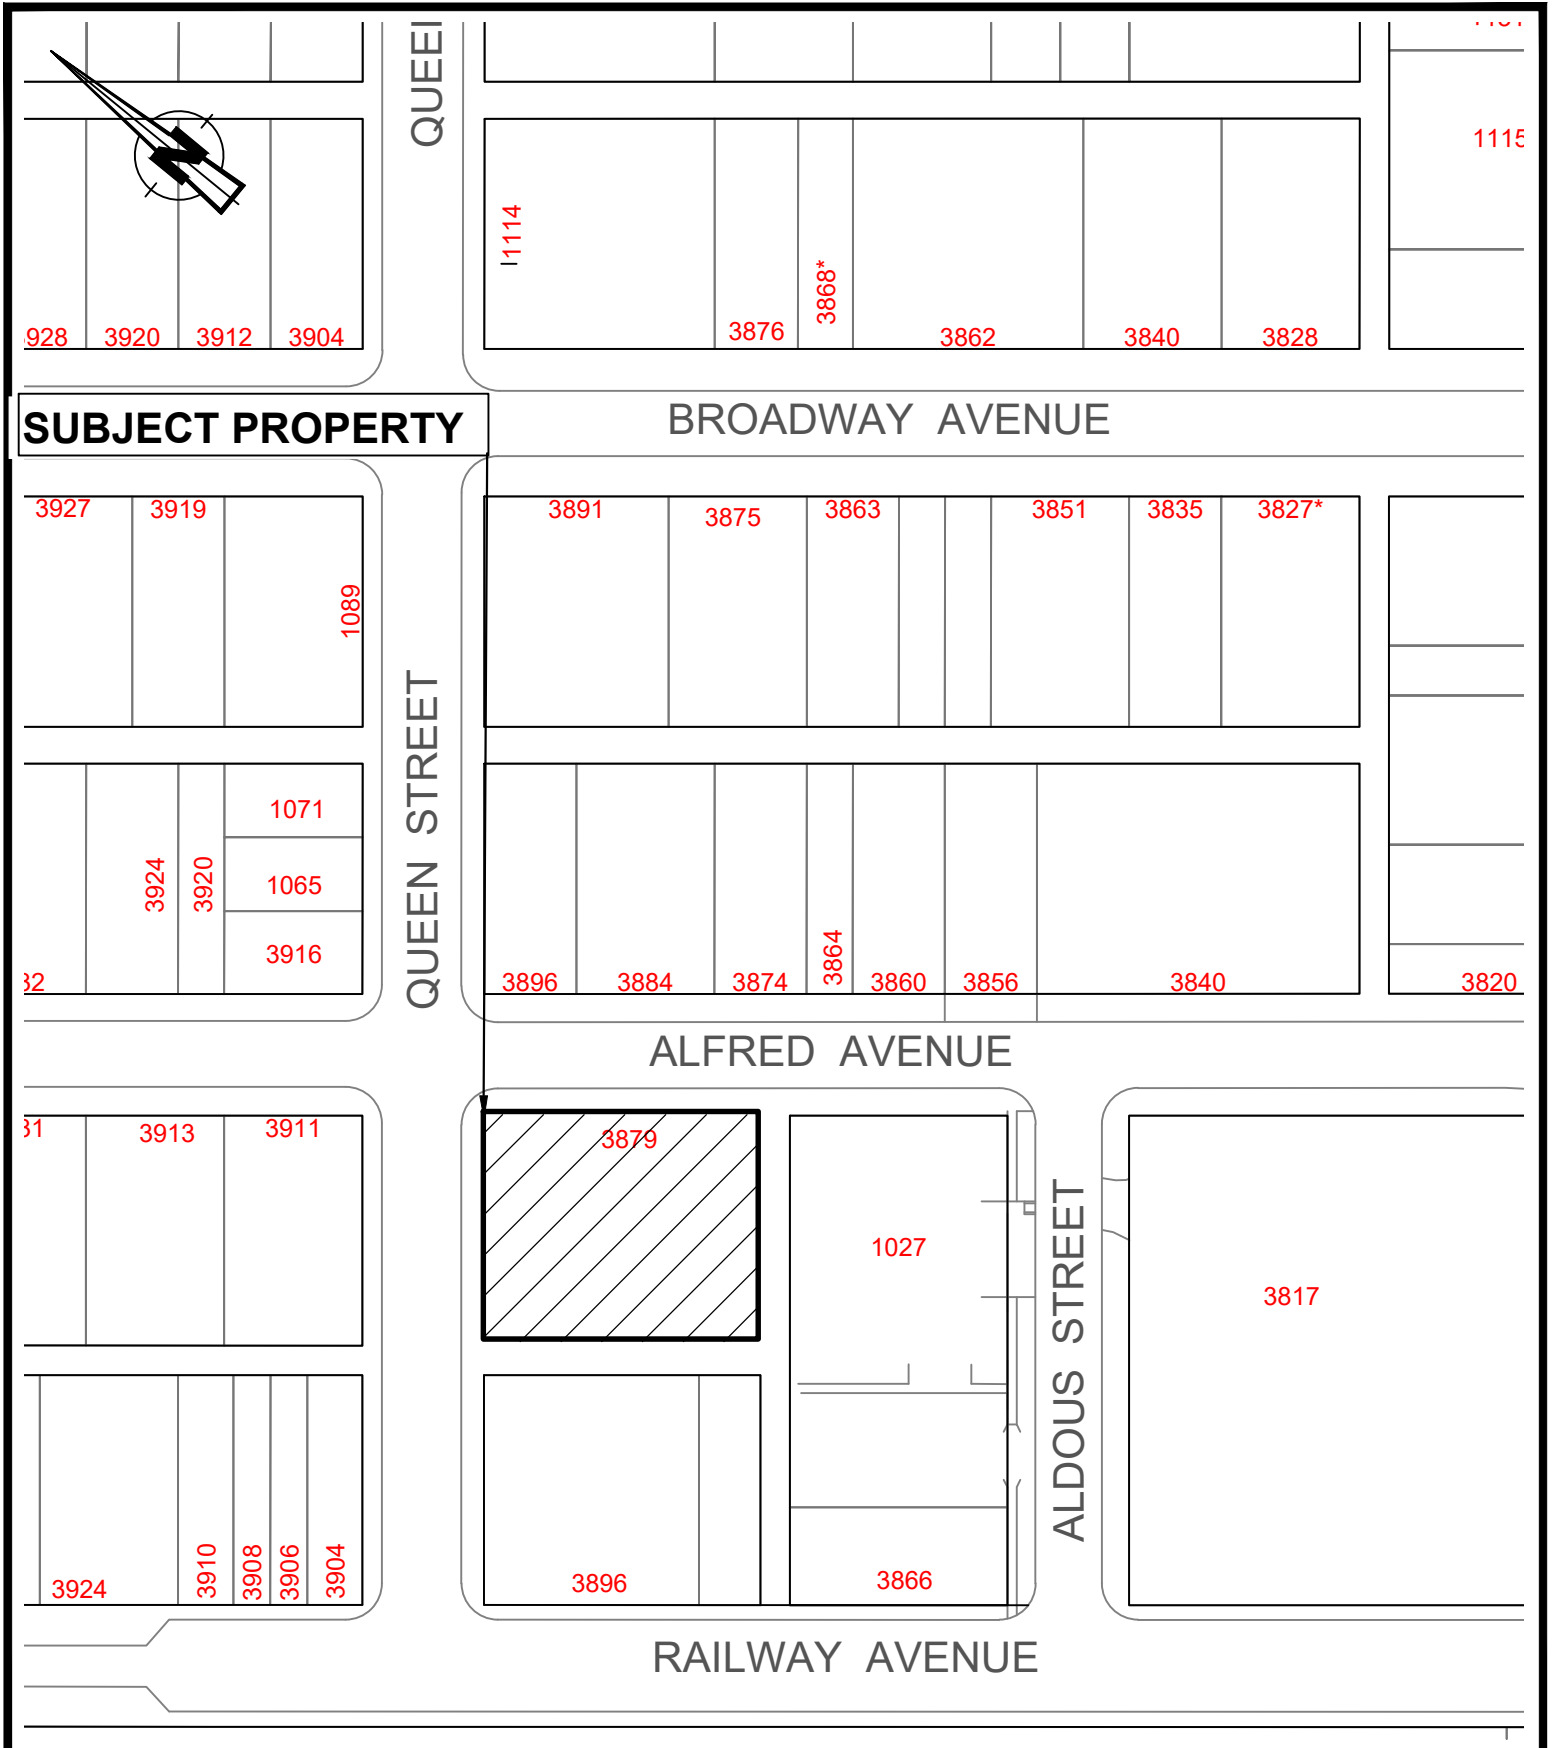 QUEE
1115
N
1114
3868*
3928 3920 3912 3904
3876 3862 3840 3828
SUBJECT PROPERTY
BROADWAY AVENUE
3927 3919 3891 3875 3863 3851 3835 3827*
1089
QUEEN STREET
1071
3924 3920 1065
3916
3864
3896 3884 3874 3860 3856 3840 3820
ALFRED AVENUE
3913 3911 3879
1027
ALDOUS STREET
3817
3924 3910 3908 3906 3904 3896 3866
RAILWAY AVENUE